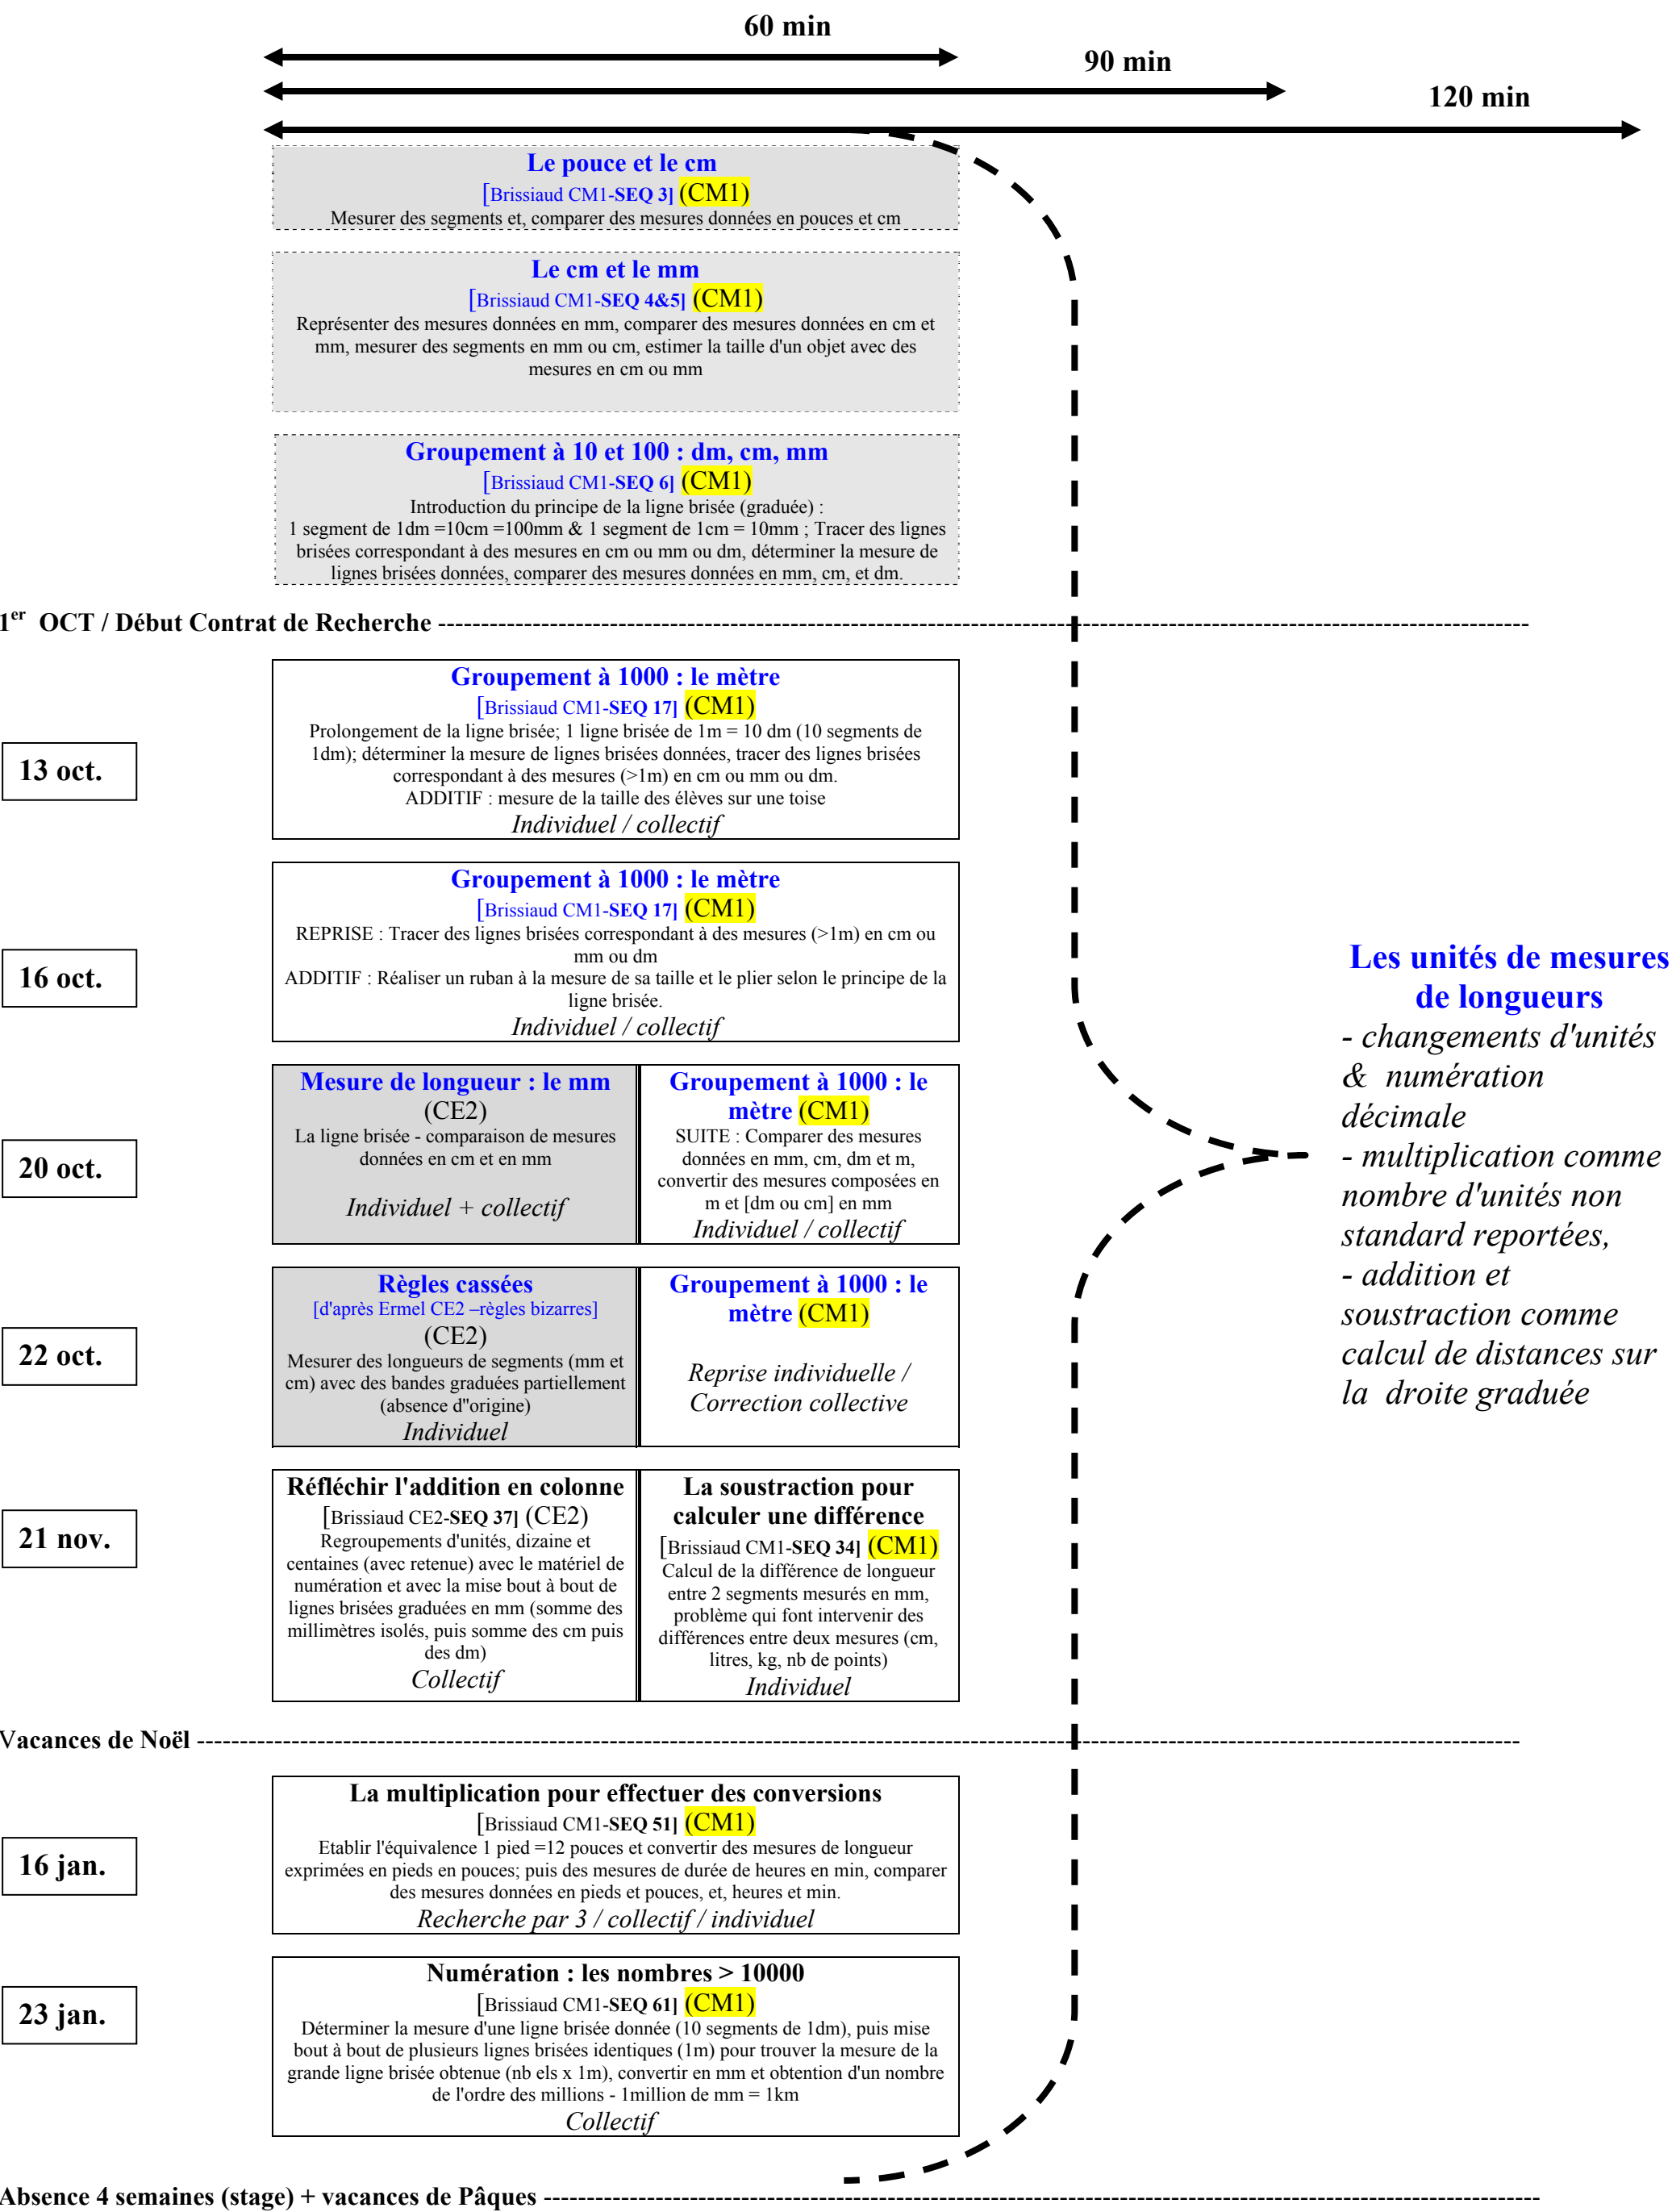 60 min
90 min
120 min
Le pouce et le cm
[Brissiaud CM1-SEQ 3] (CM1)
Mesurer des segments et, comparer des mesures données en pouces et cm
Le cm et le mm
[Brissiaud CM1-SEQ 4&5] (CM1)
Représenter des mesures données en mm, comparer des mesures données en cm et
mm, mesurer des segments en mm ou cm, estimer la taille d'un objet avec des
mesures en cm ou mm
Groupement à 10 et 100 : dm, cm, mm
[Brissiaud CM1-SEQ 6] (CM1)
Introduction du principe de la ligne brisée (graduée) :
1 segment de 1dm =10cm =100mm & 1 segment de 1cm = 10mm ; Tracer des lignes
brisées correspondant à des mesures en cm ou mm ou dm, déterminer la mesure de
lignes brisées données, comparer des mesures données en mm, cm, et dm.
1er OCT / Début Contrat de Recherche
13 oct.
Groupement à 1000 : le mètre
[Brissiaud CM1-SEQ 17] (CM1)
Prolongement de la ligne brisée; 1 ligne brisée de 1m = 10 dm (10 segments de
1dm); déterminer la mesure de lignes brisées données, tracer des lignes brisées
correspondant à des mesures (>1m) en cm ou mm ou dm.
ADDITIF : mesure de la taille des élèves sur une toise
Individuel / collectif
16 oct.
Groupement à 1000 : le mètre
[Brissiaud CM1-SEQ 17] (CM1)
REPRISE : Tracer des lignes brisées correspondant à des mesures (>1m) en cm ou
mm ou dm
ADDITIF : Réaliser un ruban à la mesure de sa taille et le plier selon le principe de la
ligne brisée.
Individuel / collectif
20 oct.
Mesure de longueur : le mm
(CE2)
La ligne brisée - comparaison de mesures
données en cm et en mm
Individuel + collectif
Groupement à 1000 : le
mètre (CM1)
SUITE : Comparer des mesures
données en mm, cm, dm et m,
convertir des mesures composées en
m et [dm ou cm] en mm
Individuel / collectif
22 oct.
Règles cassées
[d'après Ermel CE2 –règles bizarres]
(CE2)
Mesurer des longueurs de segments (mm et
cm) avec des bandes graduées partiellement
(absence d"origine)
Individuel
Groupement à 1000 : le
mètre (CM1)
Reprise individuelle /
Correction collective
21 nov.
Réfléchir l'addition en colonne
[Brissiaud CE2-SEQ 37] (CE2)
Regroupements d'unités, dizaine et
centaines (avec retenue) avec le matériel de
numération et avec la mise bout à bout de
lignes brisées graduées en mm (somme des
millimètres isolés, puis somme des cm puis
des dm)
Collectif
La soustraction pour
calculer une différence
[Brissiaud CM1-SEQ 34] (CM1)
Calcul de la différence de longueur
entre 2 segments mesurés en mm,
problème qui font intervenir des
différences entre deux mesures (cm,
litres, kg, nb de points)
Individuel
Les unités de mesures
de longueurs
- changements d'unités
& numération
décimale
- multiplication comme
nombre d'unités non
standard reportées,
- addition et
soustraction comme
calcul de distances sur
la droite graduée
Vacances de Noël
16 jan.
La multiplication pour effectuer des conversions
[Brissiaud CM1-SEQ 51] (CM1)
Etablir l'équivalence 1 pied =12 pouces et convertir des mesures de longueur
exprimées en pieds en pouces; puis des mesures de durée de heures en min, comparer
des mesures données en pieds et pouces, et, heures et min.
Recherche par 3 / collectif / individuel
23 jan.
Numération : les nombres > 10000
[Brissiaud CM1-SEQ 61] (CM1)
Déterminer la mesure d'une ligne brisée donnée (10 segments de 1dm), puis mise
bout à bout de plusieurs lignes brisées identiques (1m) pour trouver la mesure de la
grande ligne brisée obtenue (nb els x 1m), convertir en mm et obtention d'un nombre
de l'ordre des millions - 1million de mm = 1km
Collectif
Absence 4 semaines (stage) + vacances de Pâques